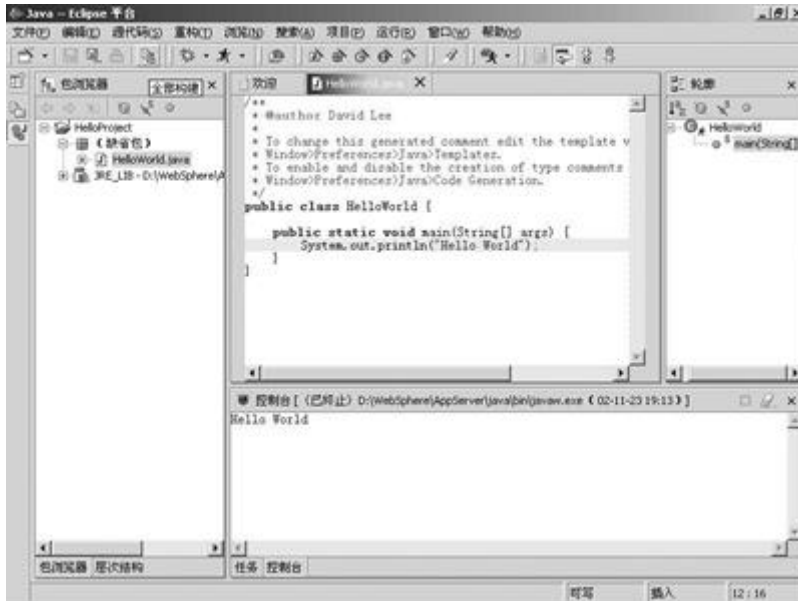 Java - Eclipse 平台
文件(F) 编辑(E) 源代码(S) 重构(T) 浏览(N) 搜索(A) 项目(P) 运行(R) 窗口(W) 帮助(H)
包浏览器
全部构建
HelloProject
(缺省包)
HelloWorld.java
JRE_LIB - D:\WebSphere\A
包浏览器 层次结构
欢迎
HelloWorld.java
/**
* @author David Lee
*
* To change this generated comment edit the template v
* Window>Preferences>Java>Templates.
* To enable and disable the creation of type comments
* Window>Preferences>Java>Code Generation.
*/
public class HelloWorld {
public static void main(String[] args) {
System.out.println("Hello World");
}
}
轮廓
HelloWorld
main(String[]
控制台 [ (已终止) D:\WebSphere\AppServer\java\bin\javaw.exe (02-11-23 19:13) ]
Hello World
任务 控制台
可写 插入 12 : 16